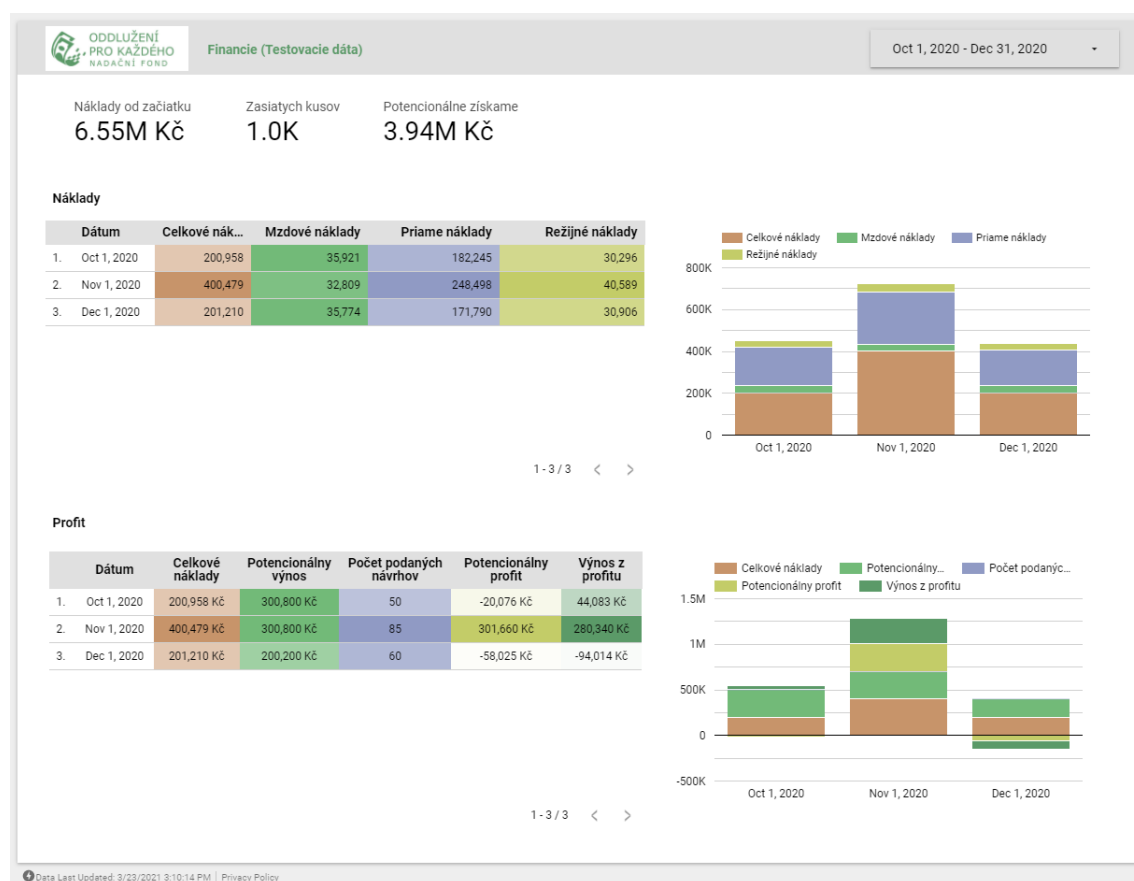 ODDLUŽENÍ
PRO KAŽDÉHO
NADAČNÍ FOND
Financie (Testovacie dáta)
Oct 1, 2020 - Dec 31, 2020
Náklady od začiatku
6.55M Kč
Zasiatych kusov
1.0K
Potencionálne získame
3.94M Kč
Náklady
Dátum Celkové nák... Mzdové náklady Priame náklady Režijné náklady
1. Oct 1, 2020 200,958 35,921 182,245 30,296
2. Nov 1, 2020 400,479 32,809 248,498 40,589
3. Dec 1, 2020 201,210 35,774 171,790 30,906
1 - 3 / 3
Celkové náklady Mzdové náklady Priame náklady
Režijné náklady
800K
600K
400K
200K
0
Oct 1, 2020 Nov 1, 2020 Dec 1, 2020
Profit
Dátum Celkové náklady Potencionálny výnos Počet podaných návrhov Potencionálny profit Výnos z profitu
1. Oct 1, 2020 200,958 Kč 300,800 Kč 50 -20,076 Kč 44,083 Kč
2. Nov 1, 2020 400,479 Kč 300,800 Kč 85 301,660 Kč 280,340 Kč
3. Dec 1, 2020 201,210 Kč 200,200 Kč 60 -58,025 Kč -94,014 Kč
1 - 3 / 3
Celkové náklady Potencionálny... Počet podanýc...
Potencionálny profit Výnos z profitu
1.5M
1M
500K
0
-500K
Oct 1, 2020 Nov 1, 2020 Dec 1, 2020
Data Last Updated: 3/23/2021 3:10:14 PM | Privacy Policy